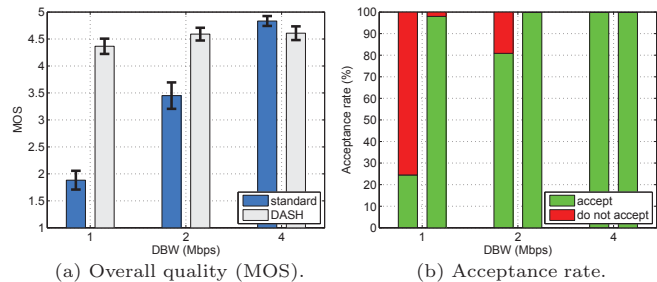 5
4.5
4
3.5
3
2.5
2
1.5
1
MOS
1 2 4
DBW (Mbps)
standard
DASH
(a) Overall quality (MOS).
100
90
80
70
60
50
40
30
20
10
0
Acceptance rate (%)
1 2 4
DBW (Mbps)
accept
do not accept
(b) Acceptance rate.